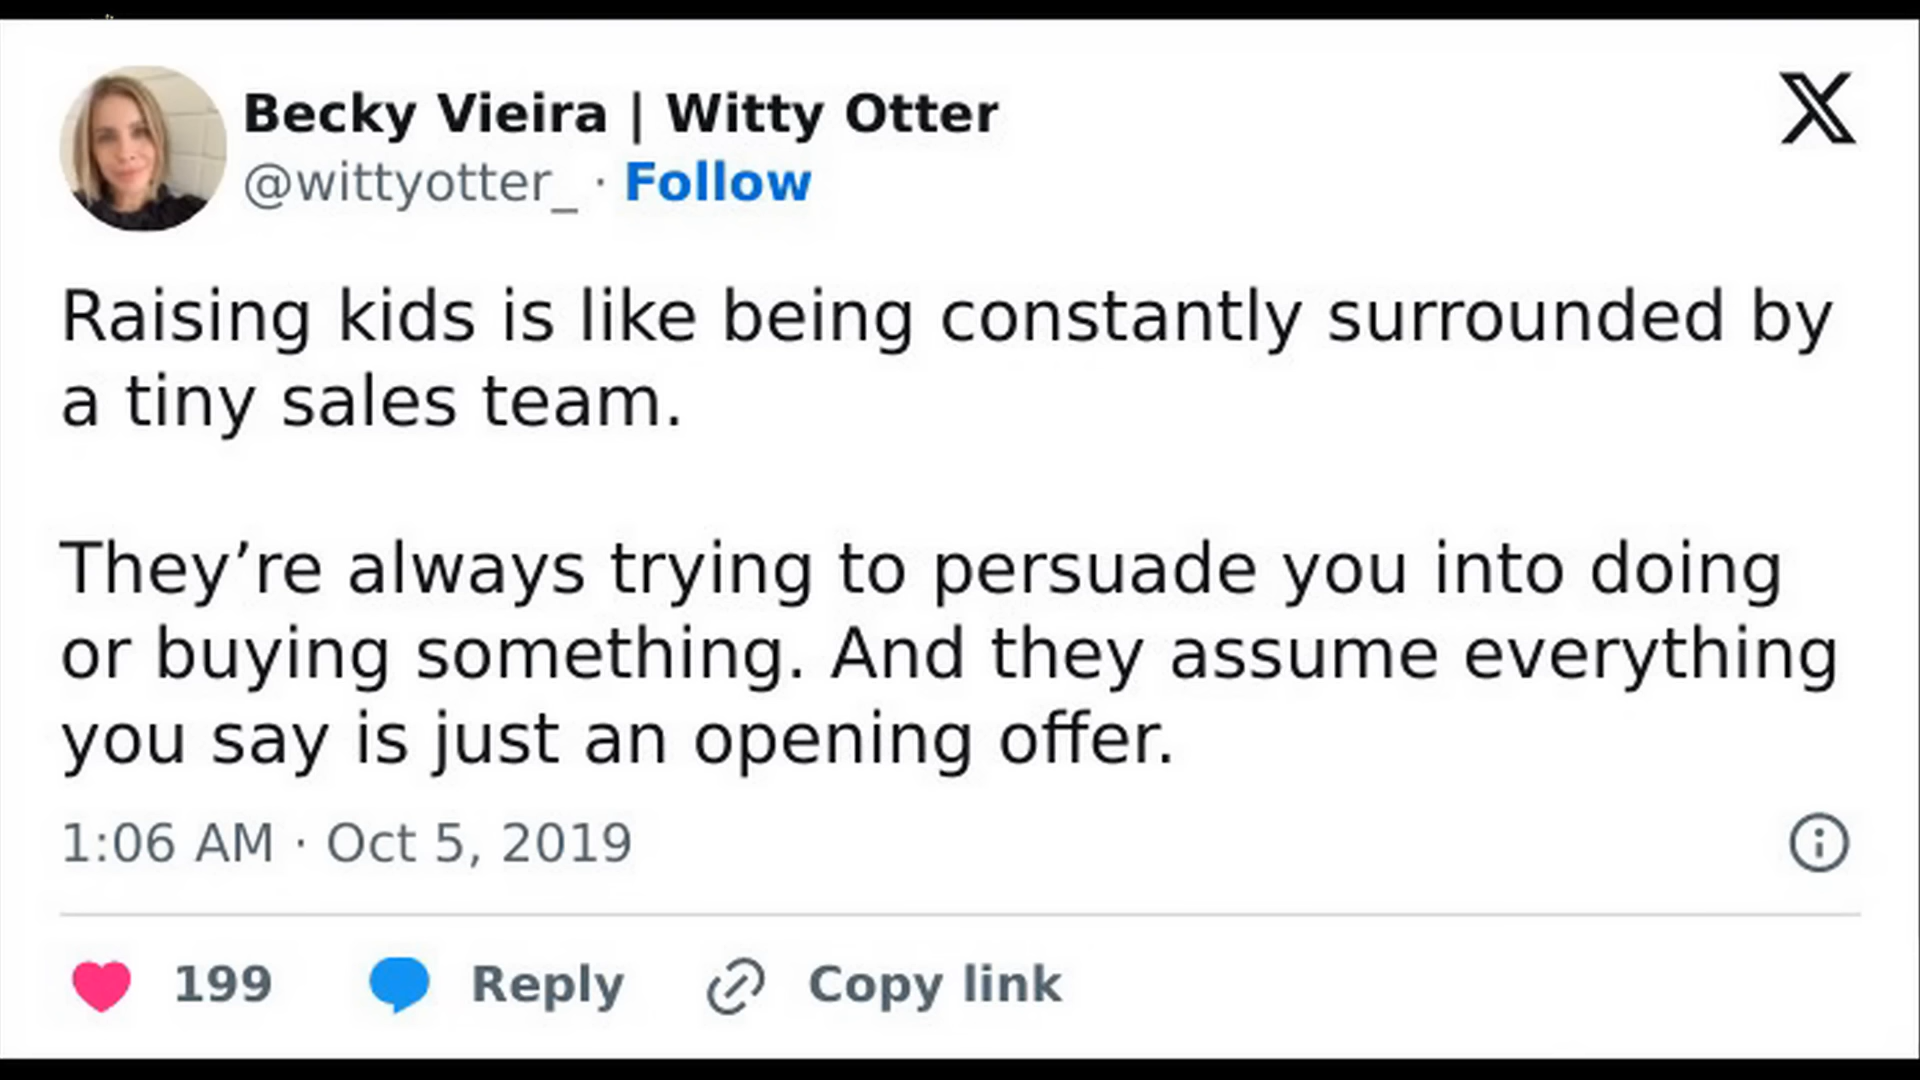 Becky Vieira | Witty Otter
@wittyotter_ · Follow
Raising kids is like being constantly surrounded by
a tiny sales team.
They’re always trying to persuade you into doing
or buying something. And they assume everything
you say is just an opening offer.
1:06 AM · Oct 5, 2019
199 Reply Copy link